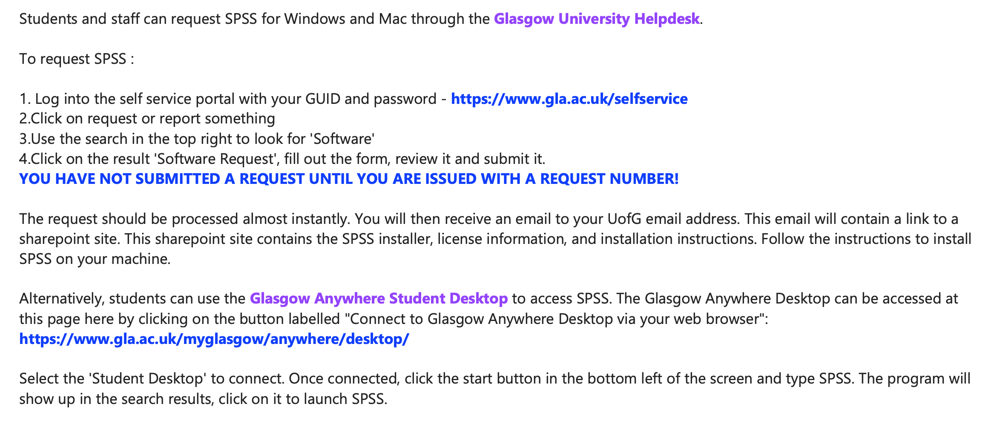 Students and staff can request SPSS for Windows and Mac through the Glasgow University Helpdesk.
To request SPSS :
1. Log into the self service portal with your GUID and password - https://www.gla.ac.uk/selfservice
2.Click on request or report something
3.Use the search in the top right to look for 'Software'
4.Click on the result 'Software Request', fill out the form, review it and submit it.
YOU HAVE NOT SUBMITTED A REQUEST UNTIL YOU ARE ISSUED WITH A REQUEST NUMBER!
The request should be processed almost instantly. You will then receive an email to your UofG email address. This email will contain a link to a
sharepoint site. This sharepoint site contains the SPSS installer, license information, and installation instructions. Follow the instructions to install
SPSS on your machine.
Alternatively, students can use the Glasgow Anywhere Student Desktop to access SPSS. The Glasgow Anywhere Desktop can be accessed at
this page here by clicking on the button labelled "Connect to Glasgow Anywhere Desktop via your web browser":
https://www.gla.ac.uk/myglasgow/anywhere/desktop/
Select the 'Student Desktop' to connect. Once connected, click the start button in the bottom left of the screen and type SPSS. The program will
show up in the search results, click on it to launch SPSS.